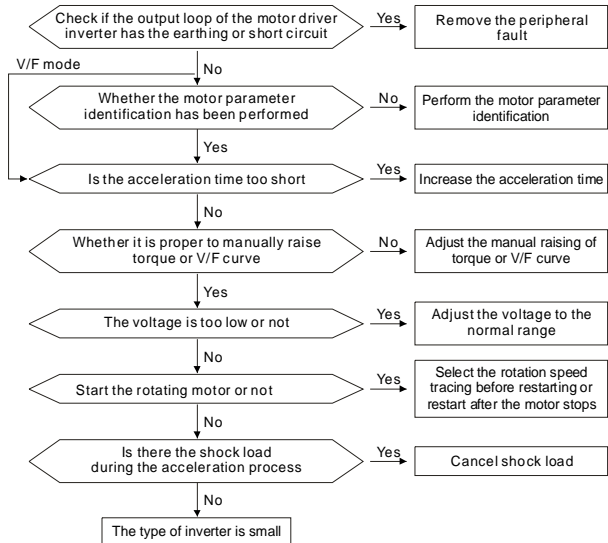 Check if the output loop of the motor driver
inverter has the earthing or short circuit
Yes
Remove the peripheral
fault
V/F mode
No
Whether the motor parameter
identification has been performed
No
Perform the motor parameter
identification
Yes
Is the acceleration time too short
Yes
Increase the acceleration time
No
Whether it is proper to manually raise
torque or V/F curve
No
Adjust the manual raising of
torque or V/F curve
Yes
The voltage is too low or not
Yes
Adjust the voltage to the
normal range
No
Start the rotating motor or not
Yes
Select the rotation speed
tracing before restarting or
restart after the motor stops
No
Is there the shock load
during the acceleration process
Yes
Cancel shock load
No
The type of inverter is small